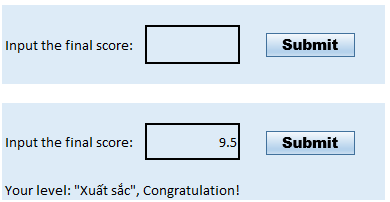 Input the final score: Submit
Input the final score: 9.5 Submit
Your level: "Xuất sắc", Congratulation!